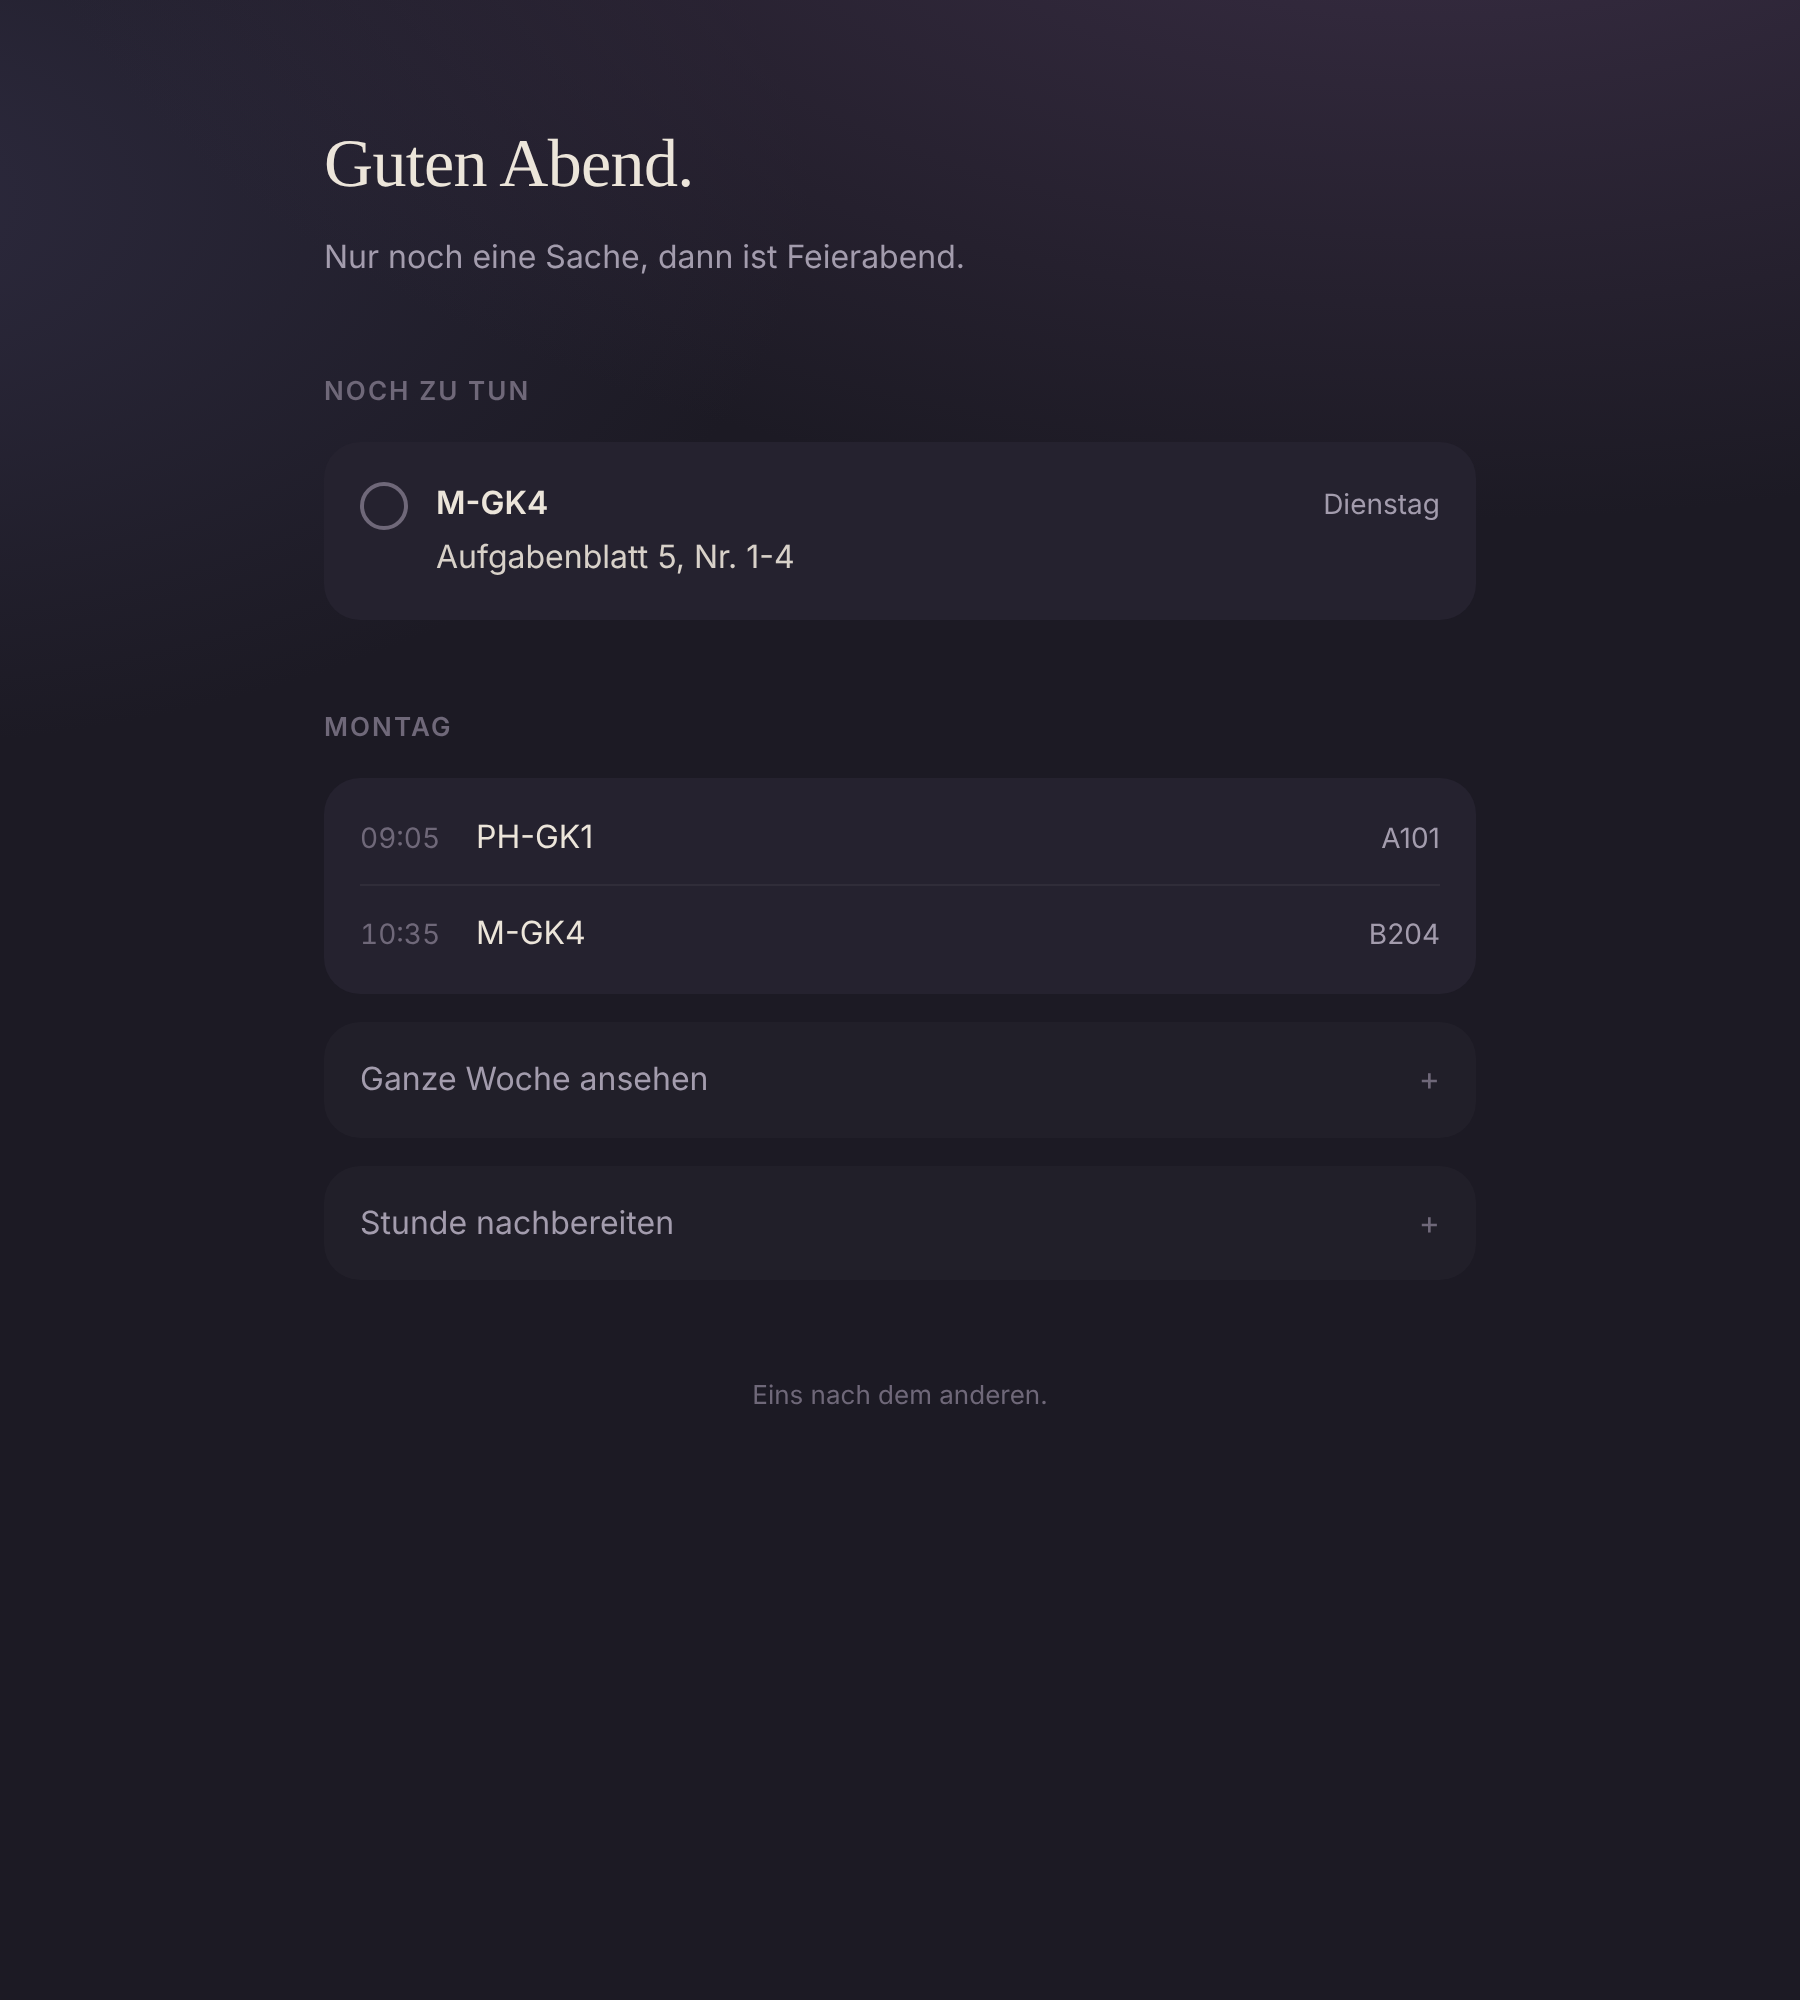 Guten Abend.
Nur noch eine Sache, dann ist Feierabend.
NOCH ZU TUN
M-GK4 Dienstag
Aufgabenblatt 5, Nr. 1-4
MONTAG
09:05 PH-GK1 A101
10:35 M-GK4 B204
Ganze Woche ansehen +
Stunde nachbereiten +
Eins nach dem anderen.